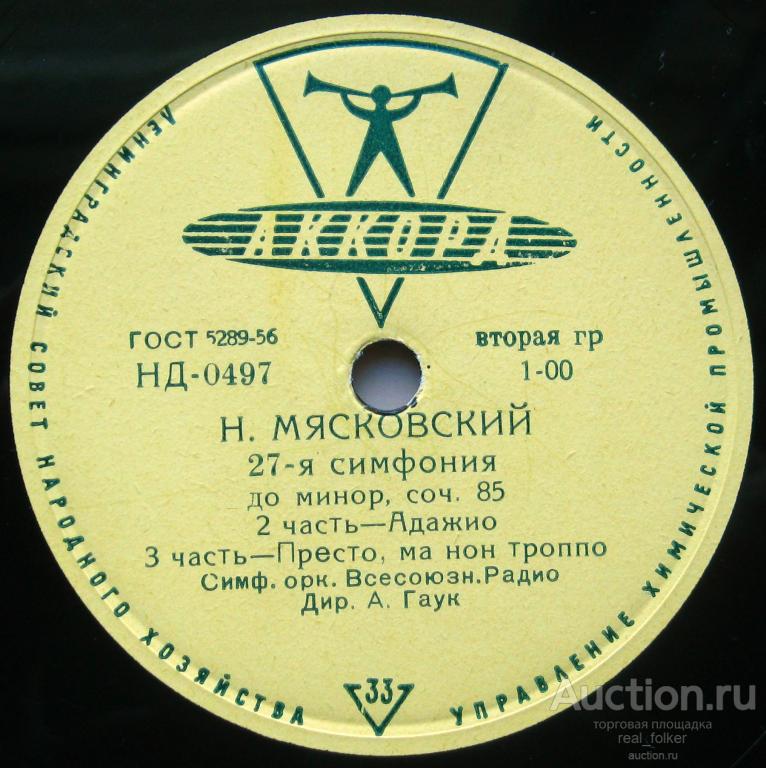 ЛЕНИНГРАДСКИЙ СОВЕТ НАРОДНОГО ХОЗЯЙСТВА
УПРАВЛЕНИЕ ХИМИЧЕСКОЙ ПРОМЫШЛЕННОСТИ
АККОРД
ГОСТ 5289-56
вторая гр
НД-0497
1-00
Н. МЯСКОВСКИЙ
27-я симфония
до минор, соч. 85
2 часть—Адажио
3 часть—Престо, ма нон троппо
Симф. орк. Всесоюзн.Радио
Дир. А. Гаук
33
Auction.ru
торговая площадка
real_folker
auction.ru